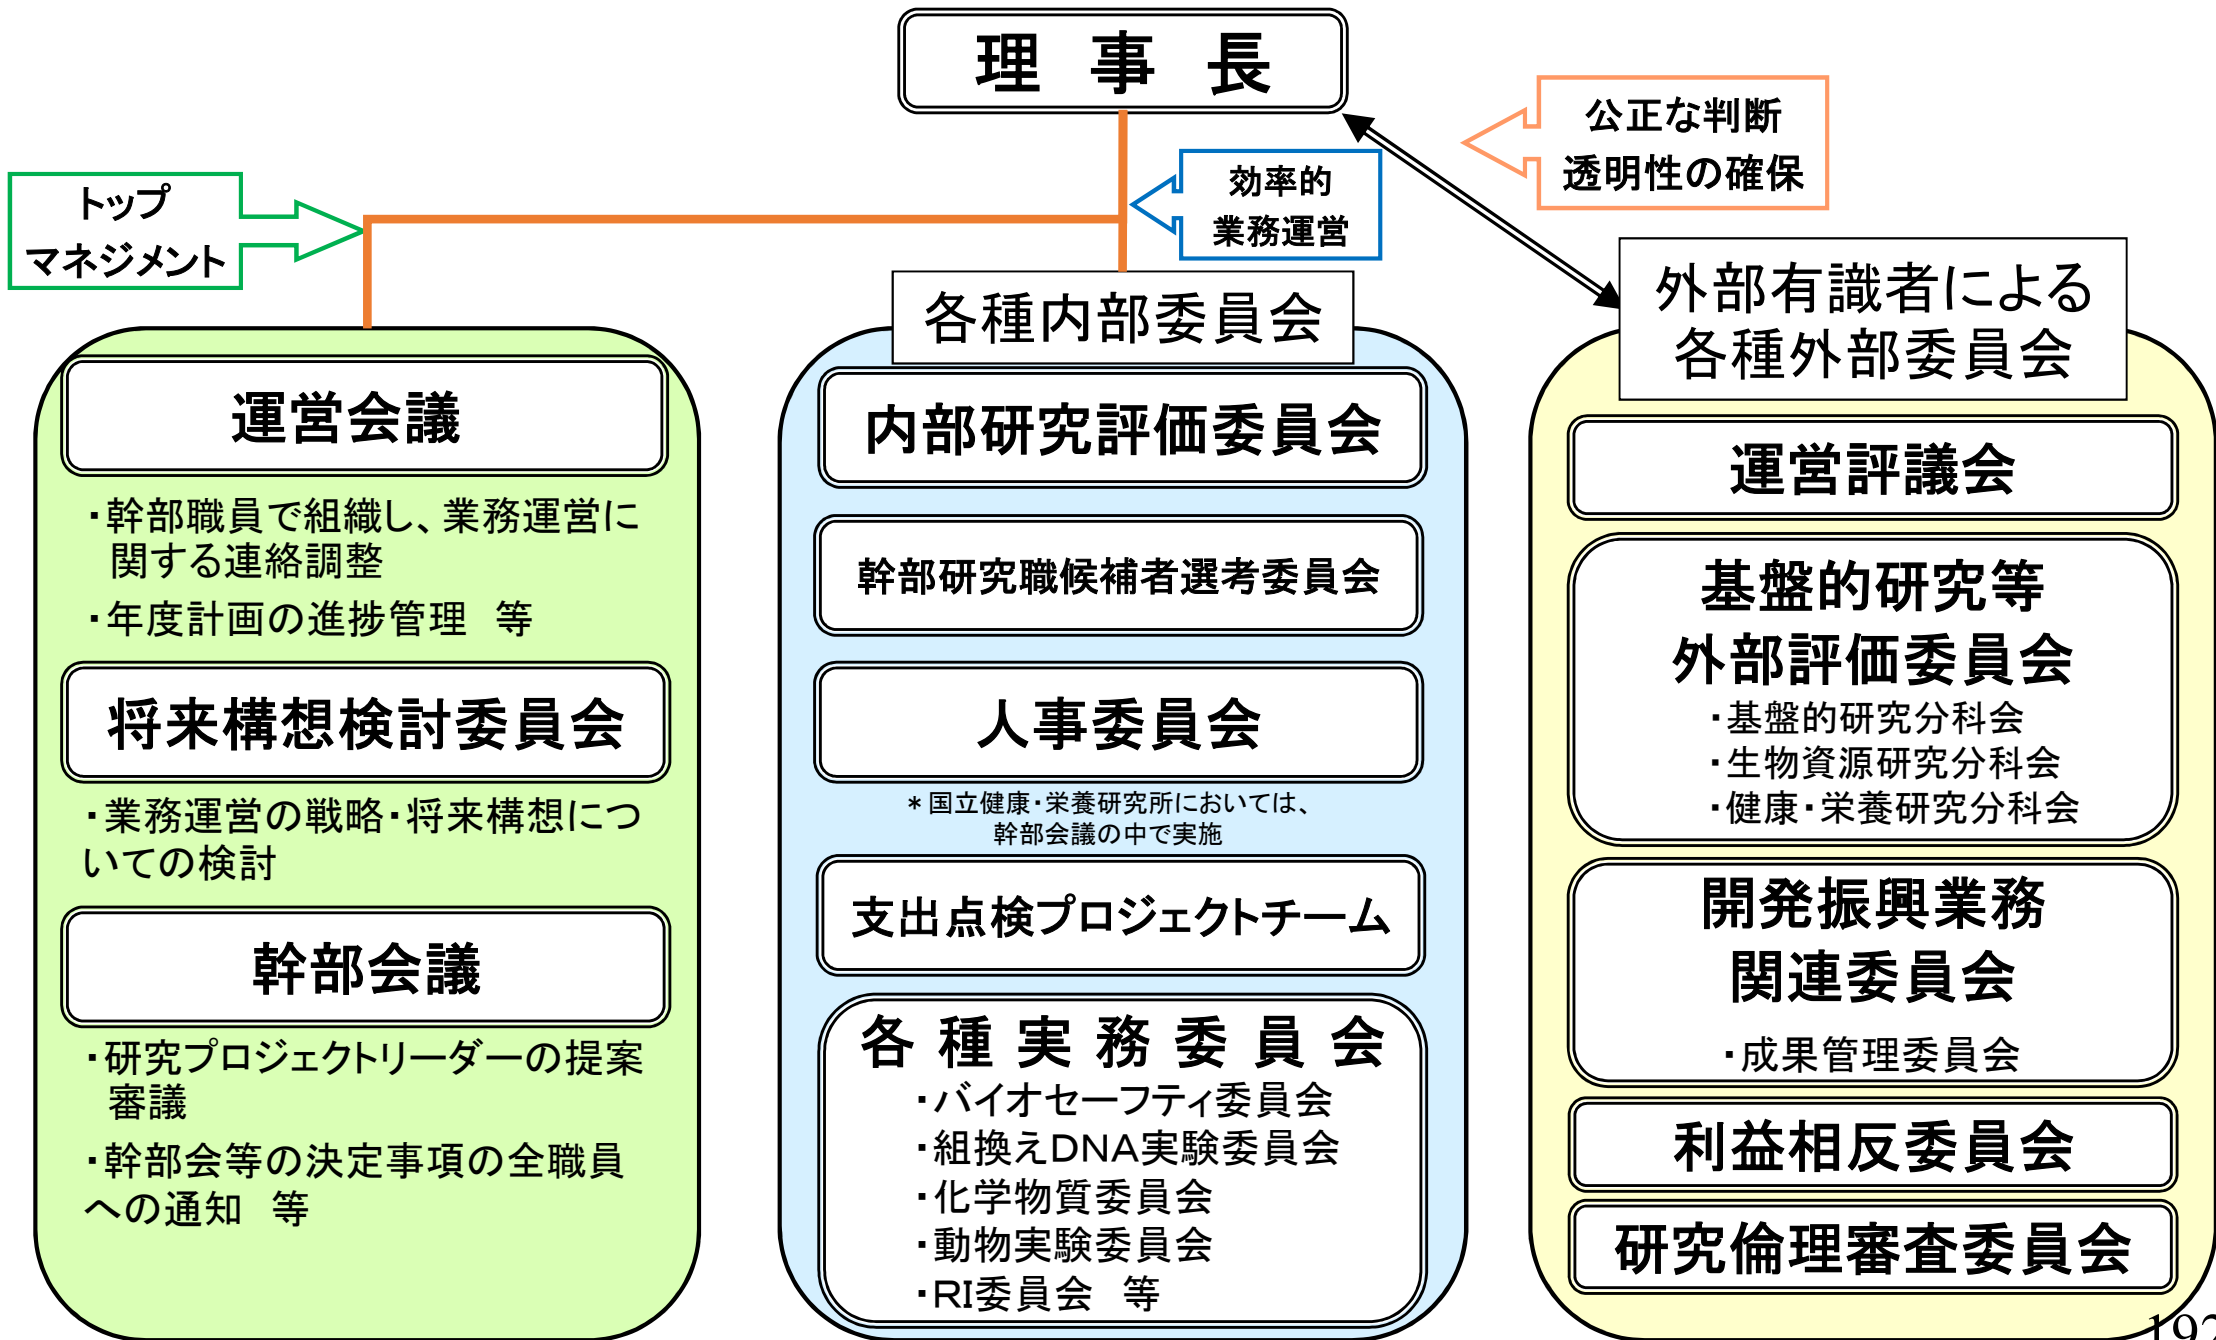 理　事　長
公正な判断
透明性の確保
トップ
マネジメント
効率的
業務運営
運営会議
・幹部職員で組織し、業務運営に
関する連絡調整
・年度計画の進捗管理　等
将来構想検討委員会
・業務運営の戦略・将来構想につ
いての検討
幹部会議
・研究プロジェクトリーダーの提案
審議
・幹部会等の決定事項の全職員
への通知　等
各種内部委員会
内部研究評価委員会
幹部研究職候補者選考委員会
人事委員会
＊国立健康・栄養研究所においては、
幹部会議の中で実施
支出点検プロジェクトチーム
各種実務委員会
・バイオセーフティ委員会
・組換えDNA実験委員会
・化学物質委員会
・動物実験委員会
・RI委員会　等
外部有識者による
各種外部委員会
運営評議会
基盤的研究等
外部評価委員会
・基盤的研究分科会
・生物資源研究分科会
・健康・栄養研究分科会
開発振興業務
関連委員会
・成果管理委員会
利益相反委員会
研究倫理審査委員会
192